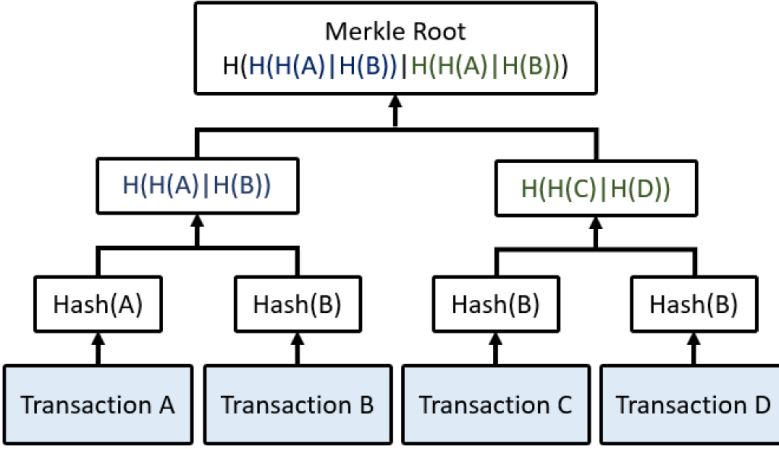 Merkle Root
H(H(H(A)|H(B))|H(H(A)|H(B)))
H(H(A)|H(B))
H(H(C)|H(D))
Hash(A)
Hash(B)
Hash(B)
Hash(B)
Transaction A
Transaction B
Transaction C
Transaction D